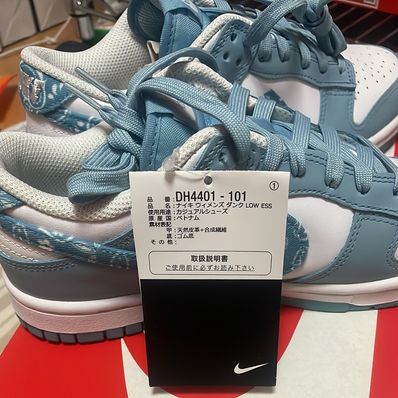 ①
品 番: DH4401 - 101
品 名: ナイキ ウィメンズ ダンク LOW ESS
使用用途: カジュアルシューズ
原 産 国: ベトナム
素材表記
甲: 天然皮革+合成繊維
底: ゴム底
その他:
取扱説明書
ご使用前に必ずお読み下さい